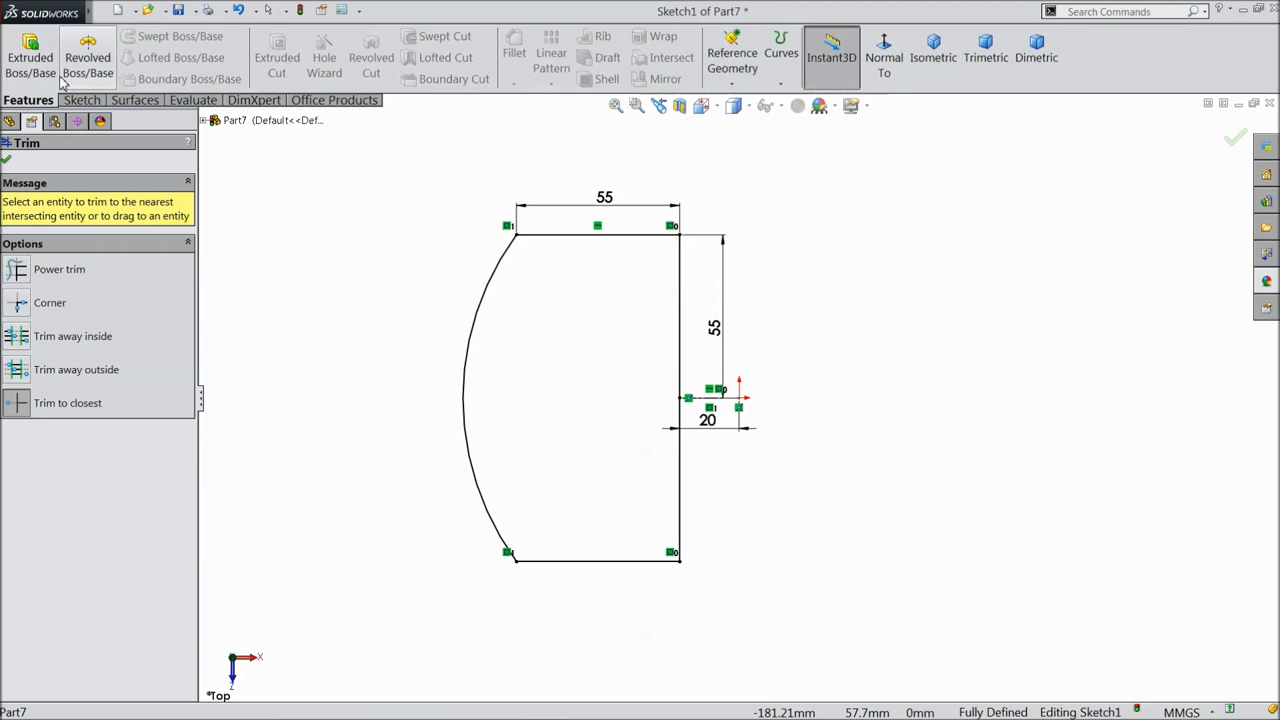 SOLIDWORKS
Sketch1 of Part7 *
Search Commands
Extruded Boss/Base
Revolved Boss/Base
Swept Boss/Base
Lofted Boss/Base
Boundary Boss/Base
Extruded Cut
Hole Wizard
Revolved Cut
Swept Cut
Lofted Cut
Boundary Cut
Fillet
Linear Pattern
Rib
Draft
Shell
Wrap
Intersect
Mirror
Reference Geometry
Curves
Instant3D
Normal To
Isometric
Trimetric
Dimetric
Features
Sketch
Surfaces
Evaluate
DimXpert
Office Products
Part7 (Default<<Def...
Trim
?
Message
Select an entity to trim to the nearest
intersecting entity or to drag to an entity
Options
Power trim
Corner
Trim away inside
Trim away outside
Trim to closest
55
55
20
X
Z
*Top
Part7
-181.21mm
57.7mm
0mm
Fully Defined
Editing Sketch1
MMGS